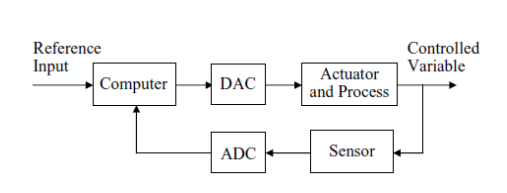 Reference
Input
Controlled
Variable
Computer
DAC
Actuator
and Process
ADC
Sensor